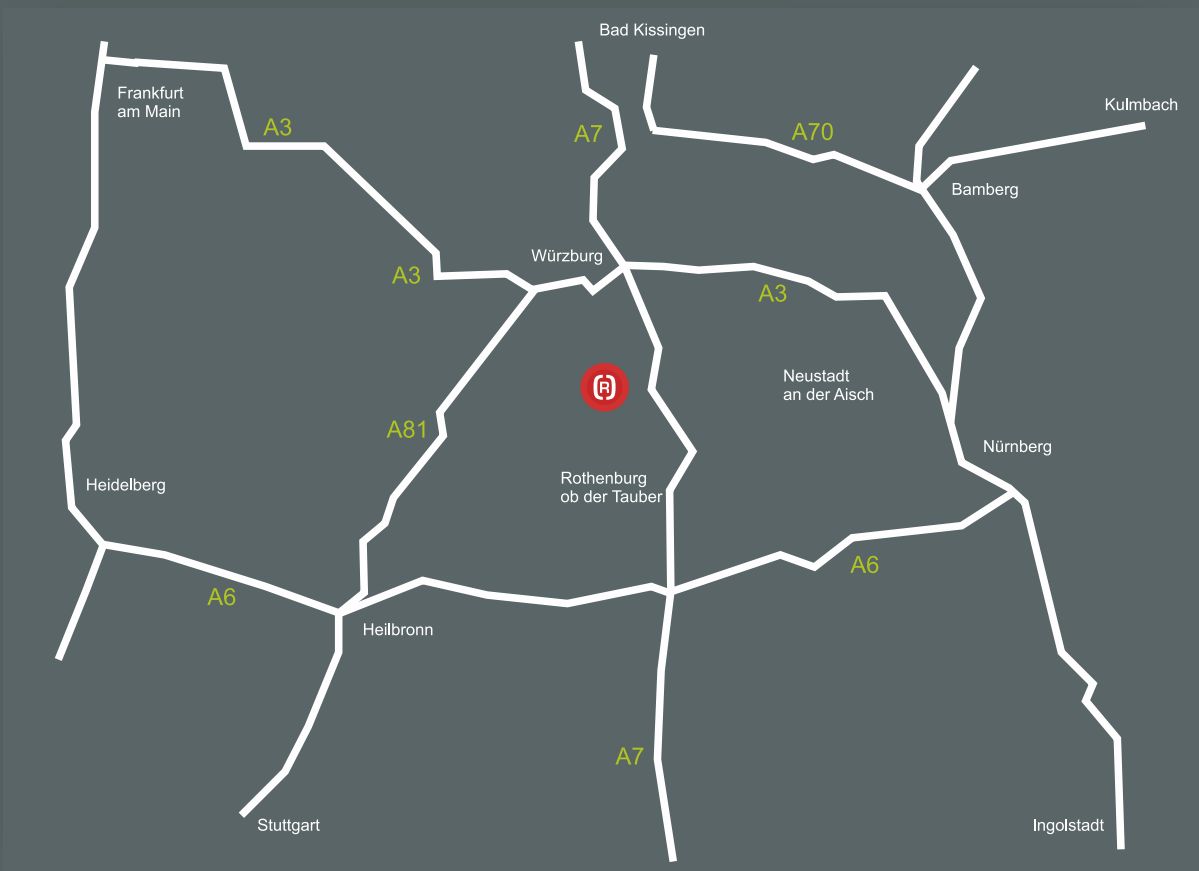 Bad Kissingen
Frankfurt
am Main
Kulmbach
A3
A7
A70
Bamberg
Würzburg
A3
A3
R
Neustadt
an der Aisch
A81
Nürnberg
Heidelberg
Rothenburg
ob der Tauber
A6
A6
Heilbronn
A7
Stuttgart
Ingolstadt